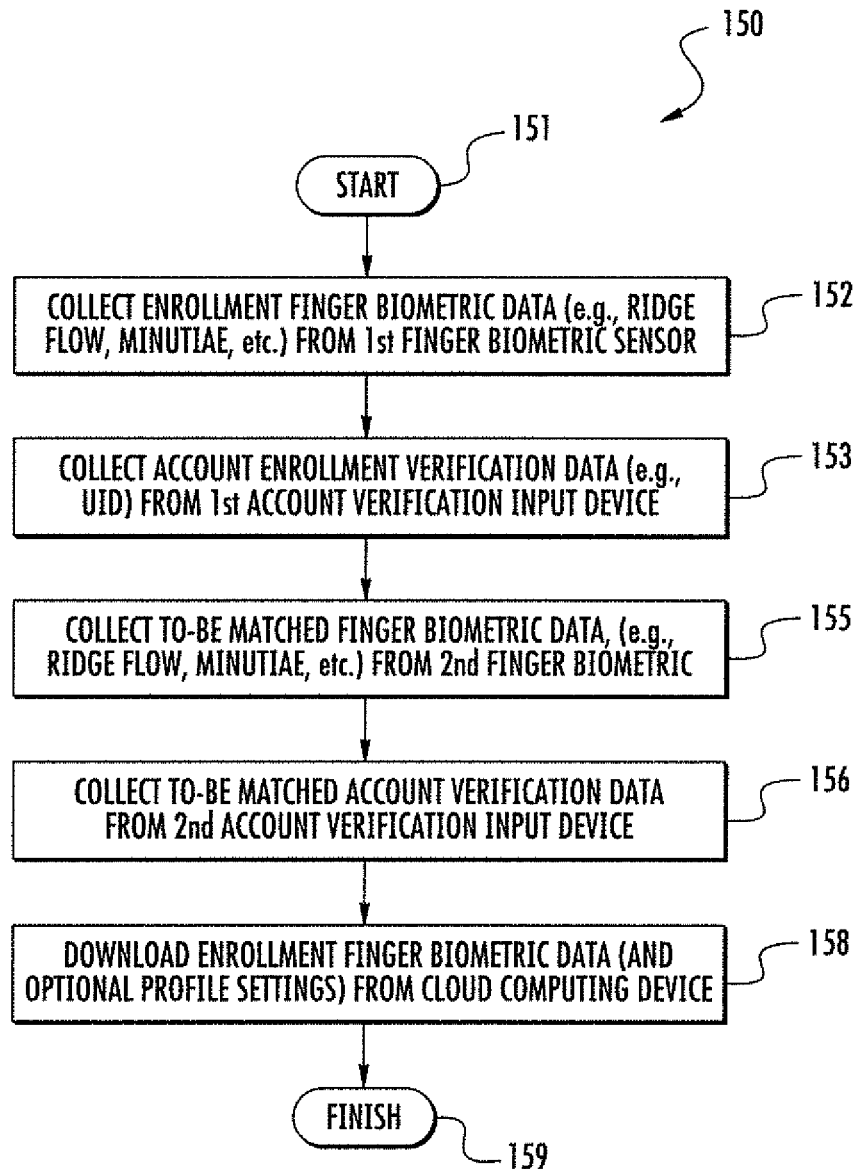 150
151
START
COLLECT ENROLLMENT FINGER BIOMETRIC DATA (e.g., RIDGE
FLOW, MINUTIAE, etc.) FROM 1st FINGER BIOMETRIC SENSOR
152
COLLECT ACCOUNT ENROLLMENT VERIFICATION DATA (e.g.,
UID) FROM 1st ACCOUNT VERIFICATION INPUT DEVICE
153
COLLECT TO-BE MATCHED FINGER BIOMETRIC DATA, (e.g.,
RIDGE FLOW, MINUTIAE, etc.) FROM 2nd FINGER BIOMETRIC
155
COLLECT TO-BE MATCHED ACCOUNT VERIFICATION DATA
FROM 2nd ACCOUNT VERIFICATION INPUT DEVICE
156
DOWNLOAD ENROLLMENT FINGER BIOMETRIC DATA (AND
OPTIONAL PROFILE SETTINGS) FROM CLOUD COMPUTING DEVICE
158
FINISH
159